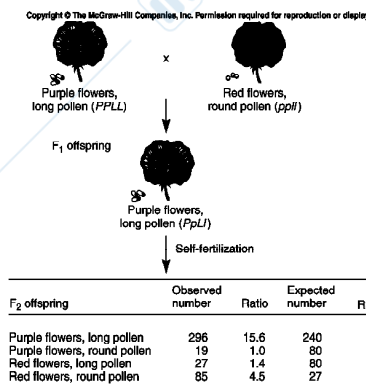 Copyright © The McGraw-Hill Companies, Inc. Permission required for reproduction or display
x
Purple flowers,
long pollen (PPLL)
Red flowers,
round pollen (ppll)
F1 offspring
Purple flowers,
long pollen (PpLl)
Self-fertilization
F2 offspring Observed number Ratio Expected number R
Purple flowers, long pollen 296 15.6 240
Purple flowers, round pollen 19 1.0 80
Red flowers, long pollen 27 1.4 80
Red flowers, round pollen 85 4.5 27